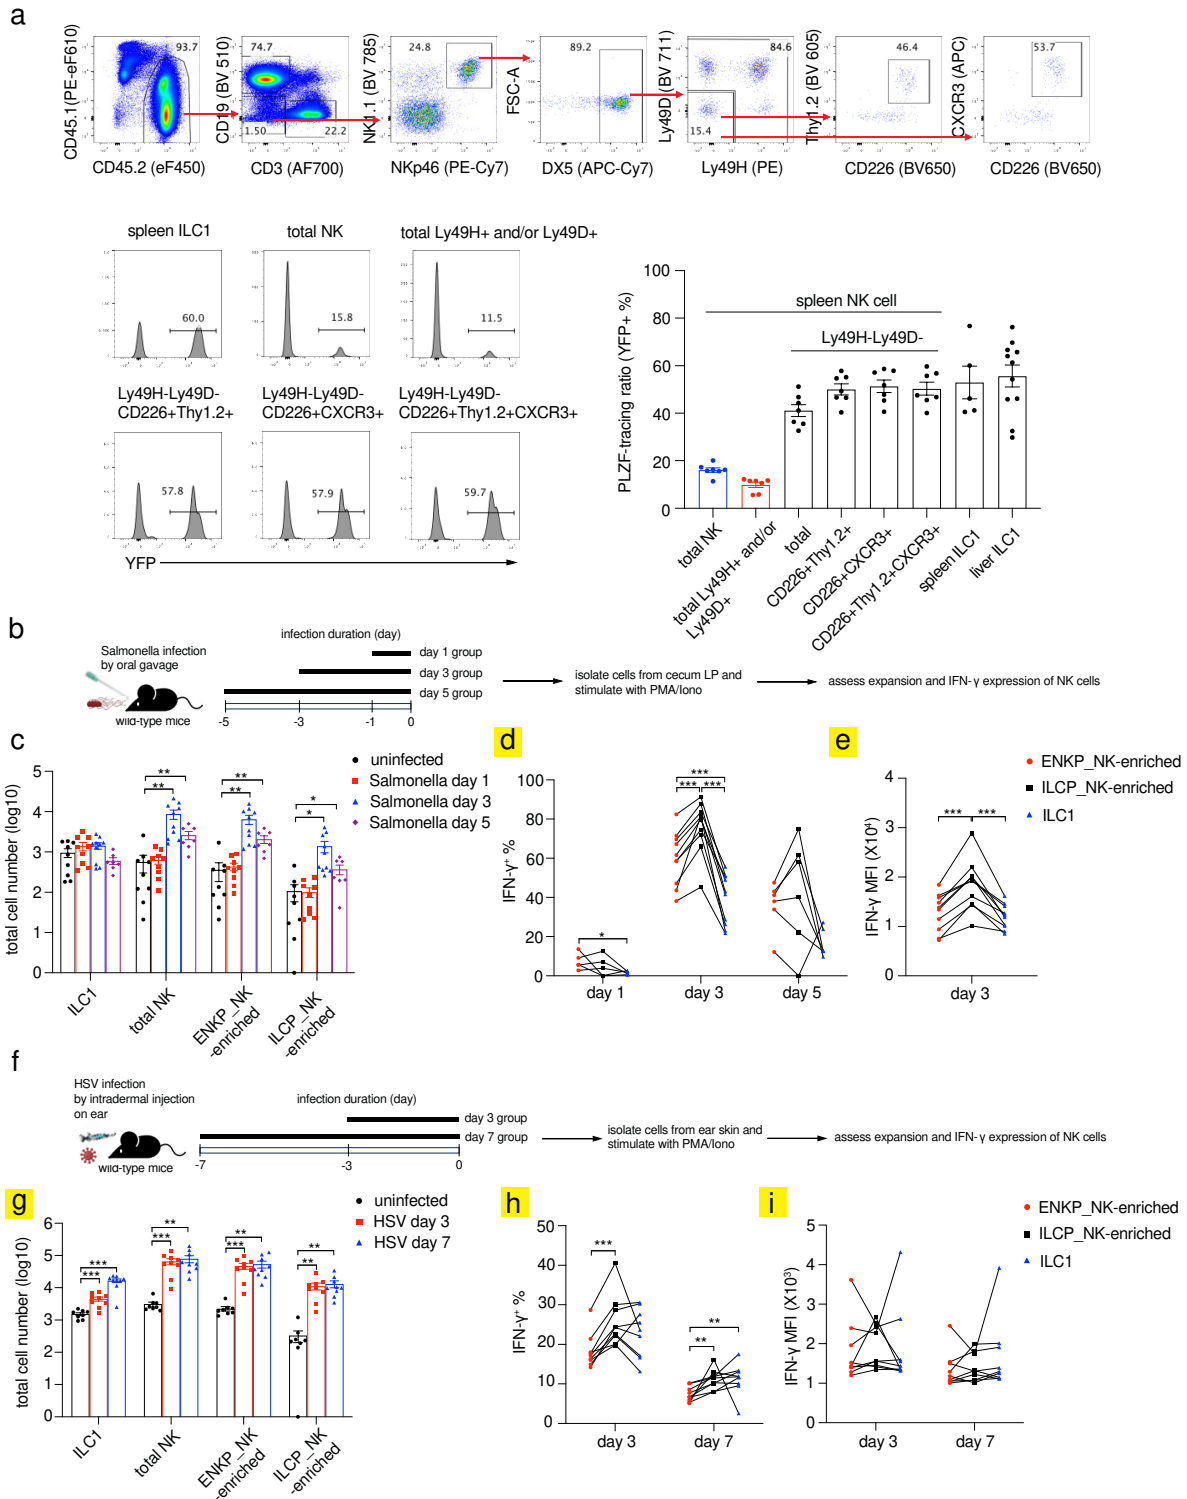 a
CD45.1(PE-eF610)
93.7
CD45.2 (eF450)
CD19 (BV 510)
74.7
1.50
22.2
CD3 (AF700)
NK1.1 (BV 785)
24.8
NKp46 (PE-Cy7)
FSC-A
89.2
DX5 (APC-Cy7)
Ly49D (BV 711)
84.6
15.4
Ly49H (PE)
Thy1.2 (BV 605)
46.4
CD226 (BV650)
CXCR3 (APC)
53.7
CD226 (BV650)
spleen ILC1
total NK
total Ly49H+ and/or Ly49D+
60.0
15.8
11.5
Ly49H-Ly49D-
CD226+Thy1.2+
Ly49H-Ly49D-
CD226+CXCR3+
Ly49H-Ly49D-
CD226+Thy1.2+CXCR3+
57.8
57.9
59.7
YFP
PLZF-tracing ratio (YFP+ %)
100
80
60
40
20
0
spleen NK cell
Ly49H-Ly49D-
total NK
total Ly49H+ and/or
Ly49D+
total
CD226+Thy1.2+
CD226+CXCR3+
CD226+Thy1.2+CXCR3+
spleen ILC1
liver ILC1
b
Salmonella infection
by oral gavage
wild-type mice
infection duration (day)
day 1 group
day 3 group
day 5 group
-5
-3
-1
0
isolate cells from cecum LP and
stimulate with PMA/Iono
assess expansion and IFN-γ expression of NK cells
c
total cell number (log10)
5
4
3
2
1
0
** ** ** ** * *
uninfected
Salmonella day 1
Salmonella day 3
Salmonella day 5
ILC1
total NK
ENKP_NK
-enriched
ILCP_NK
-enriched
d
IFN-γ⁺ %
100
80
60
40
20
0
*
***
*** ***
day 1
day 3
day 5
e
IFN-γ MFI (X10⁴)
4
3
2
1
0
*** ***
day 3
ENKP_NK-enriched
ILCP_NK-enriched
ILC1
f
HSV infection
by intradermal injection
on ear
wild-type mice
infection duration (day)
day 3 group
day 7 group
-7
-3
0
isolate cells from ear skin and
stimulate with PMA/Iono
assess expansion and IFN-γ expression of NK cells
g
total cell number (log10)
6
5
4
3
2
1
0
*** *** ** *** ** *** ** **
uninfected
HSV day 3
HSV day 7
ILC1
total NK
ENKP_NK
-enriched
ILCP_NK
-enriched
h
IFN-γ⁺ %
50
40
30
20
10
0
***
**
**
day 3
day 7
i
IFN-γ MFI (X10³)
5
4
3
2
1
0
day 3
day 7
ENKP_NK-enriched
ILCP_NK-enriched
ILC1